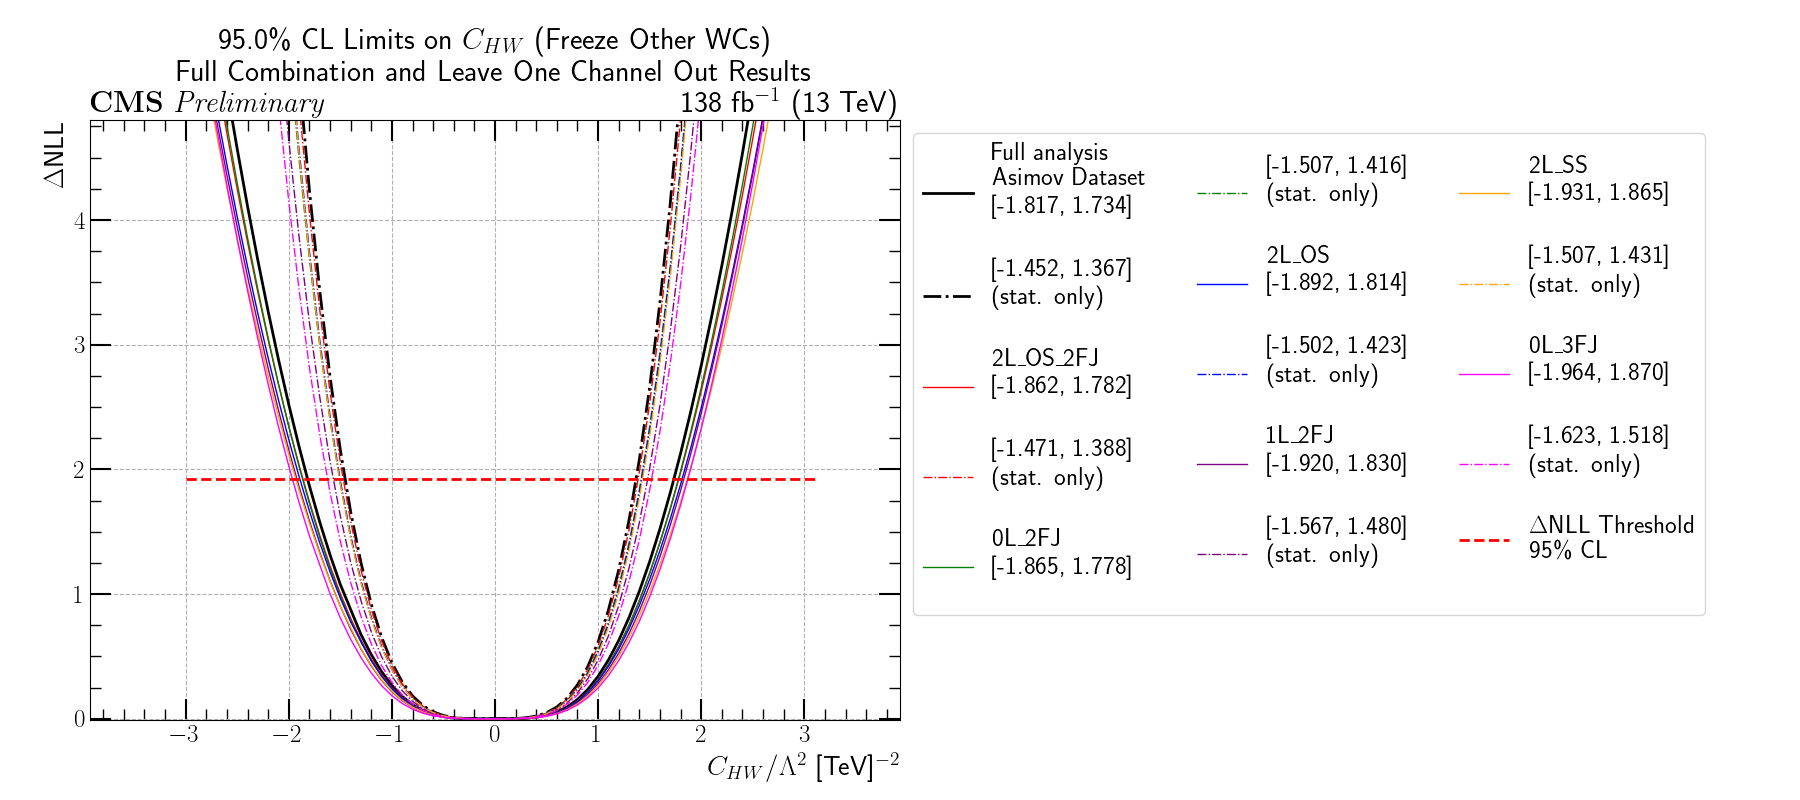 95.0% CL Limits on C_{HW} (Freeze Other WCs)
Full Combination and Leave One Channel Out Results
CMS Preliminary
138 fb^{-1} (13 TeV)
ΔNLL
4
3
2
1
0
−3
−2
−1
0
1
2
3
C_{HW}/Λ^2 [TeV]^{−2}
Full analysis
Asimov Dataset
[-1.817, 1.734]
[-1.452, 1.367]
(stat. only)
2L_OS_2FJ
[-1.862, 1.782]
[-1.471, 1.388]
(stat. only)
0L_2FJ
[-1.865, 1.778]
[-1.507, 1.416]
(stat. only)
2L_OS
[-1.892, 1.814]
[-1.502, 1.423]
(stat. only)
1L_2FJ
[-1.920, 1.830]
[-1.567, 1.480]
(stat. only)
2L_SS
[-1.931, 1.865]
[-1.507, 1.431]
(stat. only)
0L_3FJ
[-1.964, 1.870]
[-1.623, 1.518]
(stat. only)
ΔNLL Threshold
95% CL